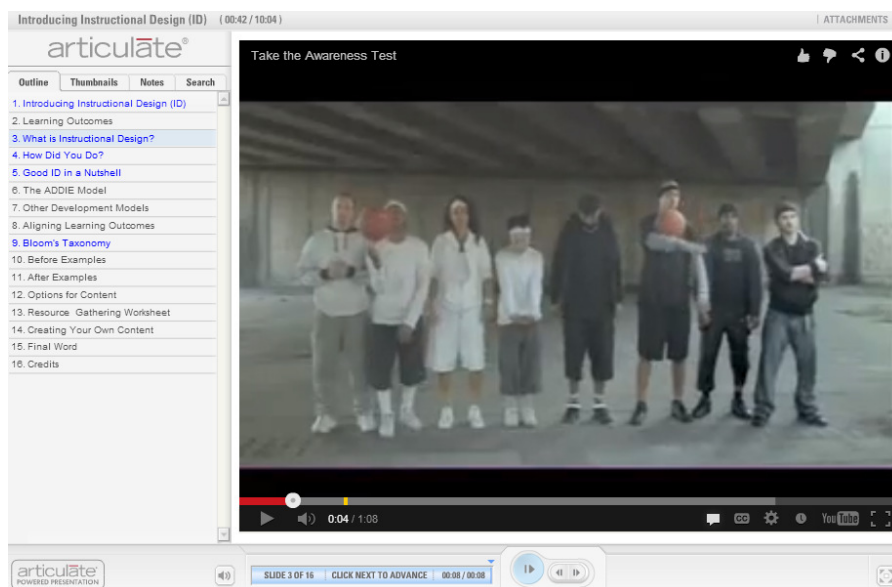 Introducing Instructional Design (ID) ( 00:42 / 10:04 )
ATTACHMENTS
articulāte®
Outline Thumbnails Notes Search
1. Introducing Instructional Design (ID)
2. Learning Outcomes
3. What is Instructional Design?
4. How Did You Do?
5. Good ID in a Nutshell
6. The ADDIE Model
7. Other Development Models
8. Aligning Learning Outcomes
9. Bloom's Taxonomy
10. Before Examples
11. After Examples
12. Options for Content
13. Resource Gathering Worksheet
14. Creating Your Own Content
15. Final Word
16. Credits
Take the Awareness Test
0:04 / 1:08
CC
YouTube
articulāte
POWERED PRESENTATION
SLIDE 3 OF 16 CLICK NEXT TO ADVANCE 00:08 / 00:08